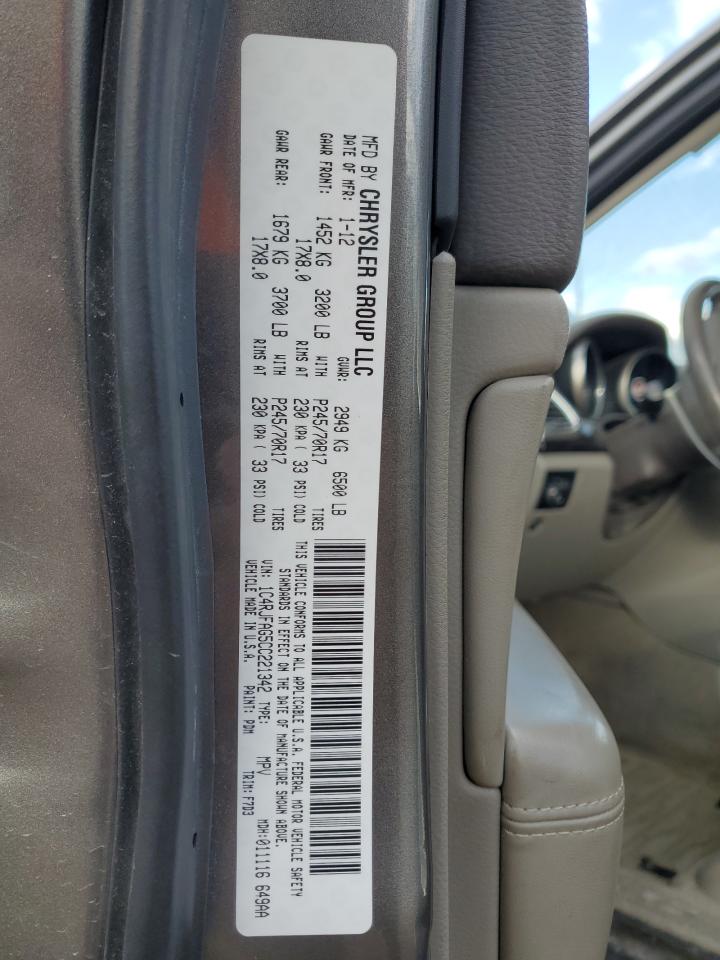 MFD BY CHRYSLER GROUP LLC
DATE OF MFR: 1-12 GVWR: 2949 KG 6500 LB
GAWR FRONT: 1452 KG 3200 LB WITH P245/70R17 TIRES
17X8.0 RIMS AT 230 KPA ( 33 PSI) COLD
GAWR REAR: 1679 KG 3700 LB WITH P245/70R17 TIRES
17X8.0 RIMS AT 230 KPA ( 33 PSI) COLD
THIS VEHICLE CONFORMS TO ALL APPLICABLE U.S.A. FEDERAL MOTOR VEHICLE SAFETY
STANDARDS IN EFFECT ON THE DATE OF MANUFACTURE SHOWN ABOVE.
VIN: 1C4RJFAG5CC221342 TYPE: MPV MDH:011116 649AA
VEHICLE MADE IN U.S.A. PAINT: PDM TRIM: F7D3